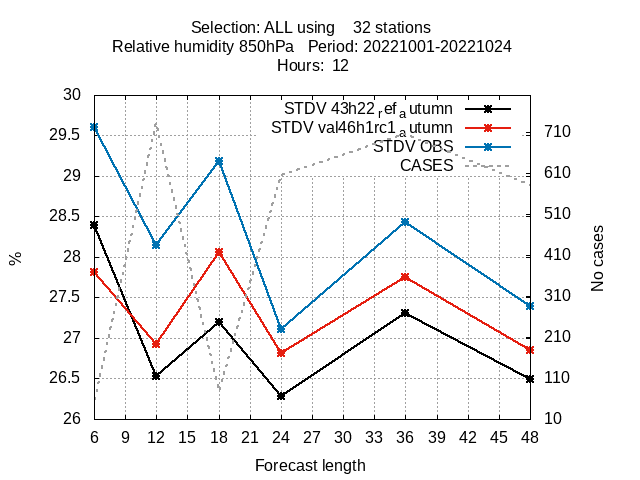 Selection: ALL using 32 stations
Relative humidity 850hPa Period: 20221001-20221024
Hours: 12
30
29.5
29
28.5
28
27.5
27
26.5
26
%
STDV 43h22refautumn
STDV val46h1rc1autumn
STDV OBS
CASES
710
610
510
410
310
210
110
10
No cases
6 9 12 15 18 21 24 27 30 33 36 39 42 45 48
Forecast length